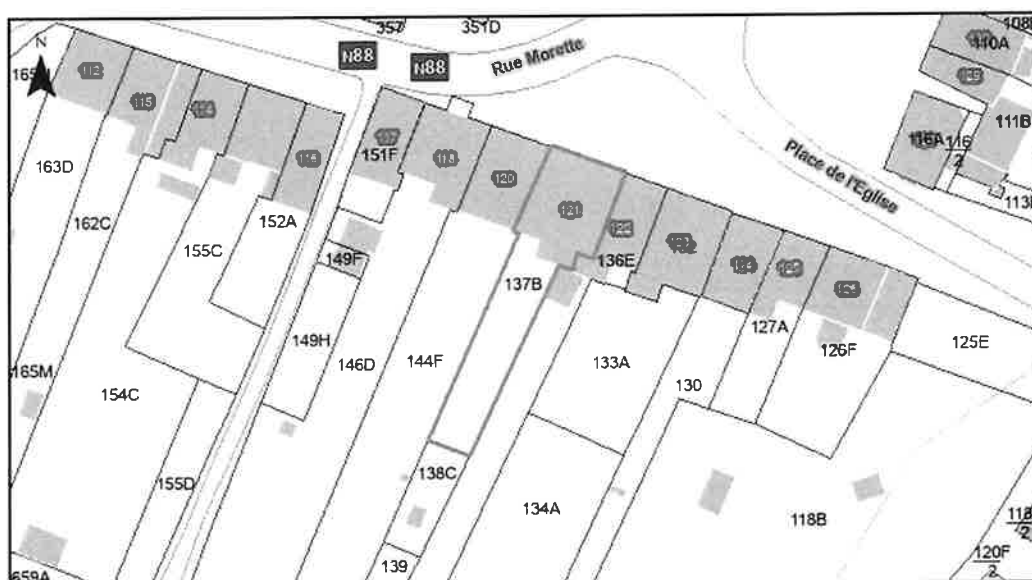 357
351D
108
N
N88
N88
Rue Morette
110A
129
112
115
111B
116A
116
2
151F
118
163D
120
Place de l'Eglise
113
121
162C
152A
136E
155C
149F
137B
127A
126F
125E
149H
133A
130
146D
144F
165M
154C
138C
155D
134A
118B
118
2
120F
2
139
659A